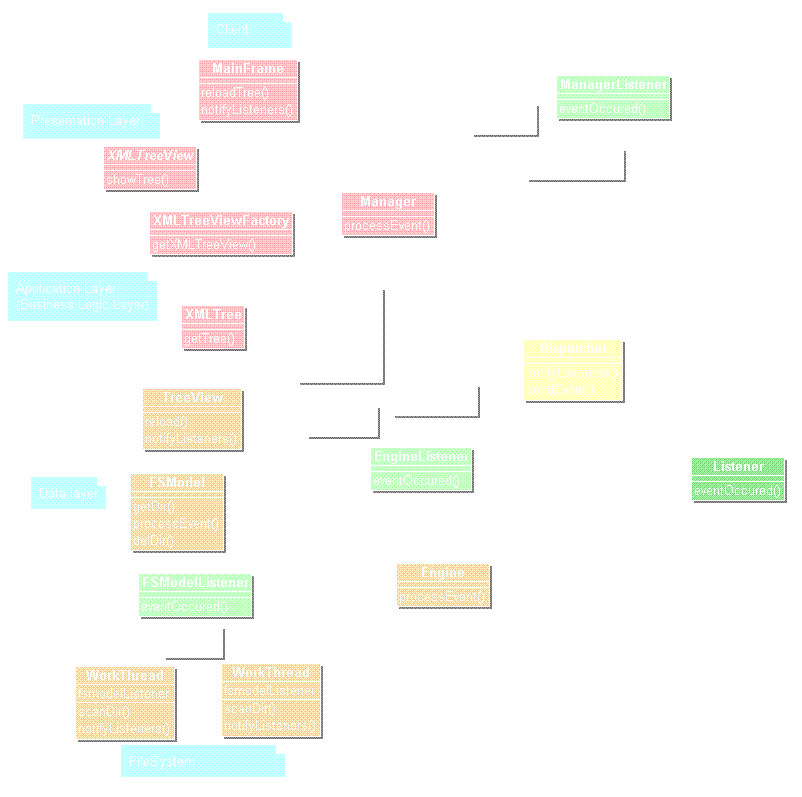 Client
MainFrame
reloadTree()
notifyListeners()
ManagerListener
eventOccured()
Presentation Layer
XMLTreeView
showTree()
Manager
processEvent()
XMLTreeViewFactory
getXMLTreeView()
Application Layer
(Business Logic Layer)
XMLTree
getTree()
Dispatcher
notifyListeners()
sendEvent()
TreeView
reload()
notifyListeners()
EngineListener
eventOccured()
Listener
eventOccured()
Data layer
FSModel
getDir()
processEvent()
delDir()
Engine
processEvent()
FSModelListener
eventOccured()
WorkThread
fsmodelListener
scanDir()
notifyListeners()
WorkThread
fsmodelListener
scanDir()
notifyListeners()
FileSystem